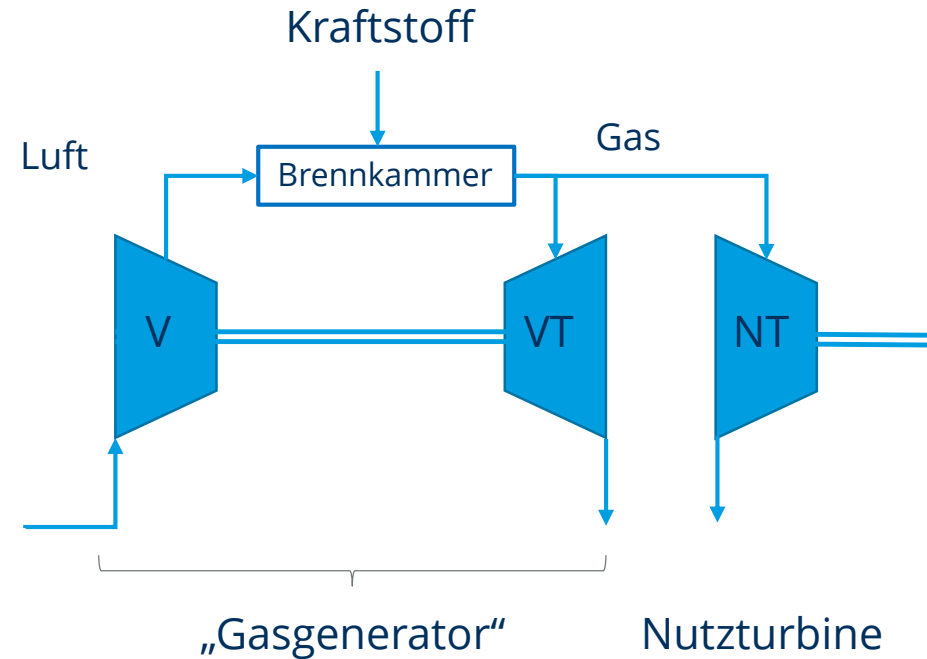 Kraftstoff
Luft
Gas
Brennkammer
V
VT
NT
„Gasgenerator“
Nutzturbine